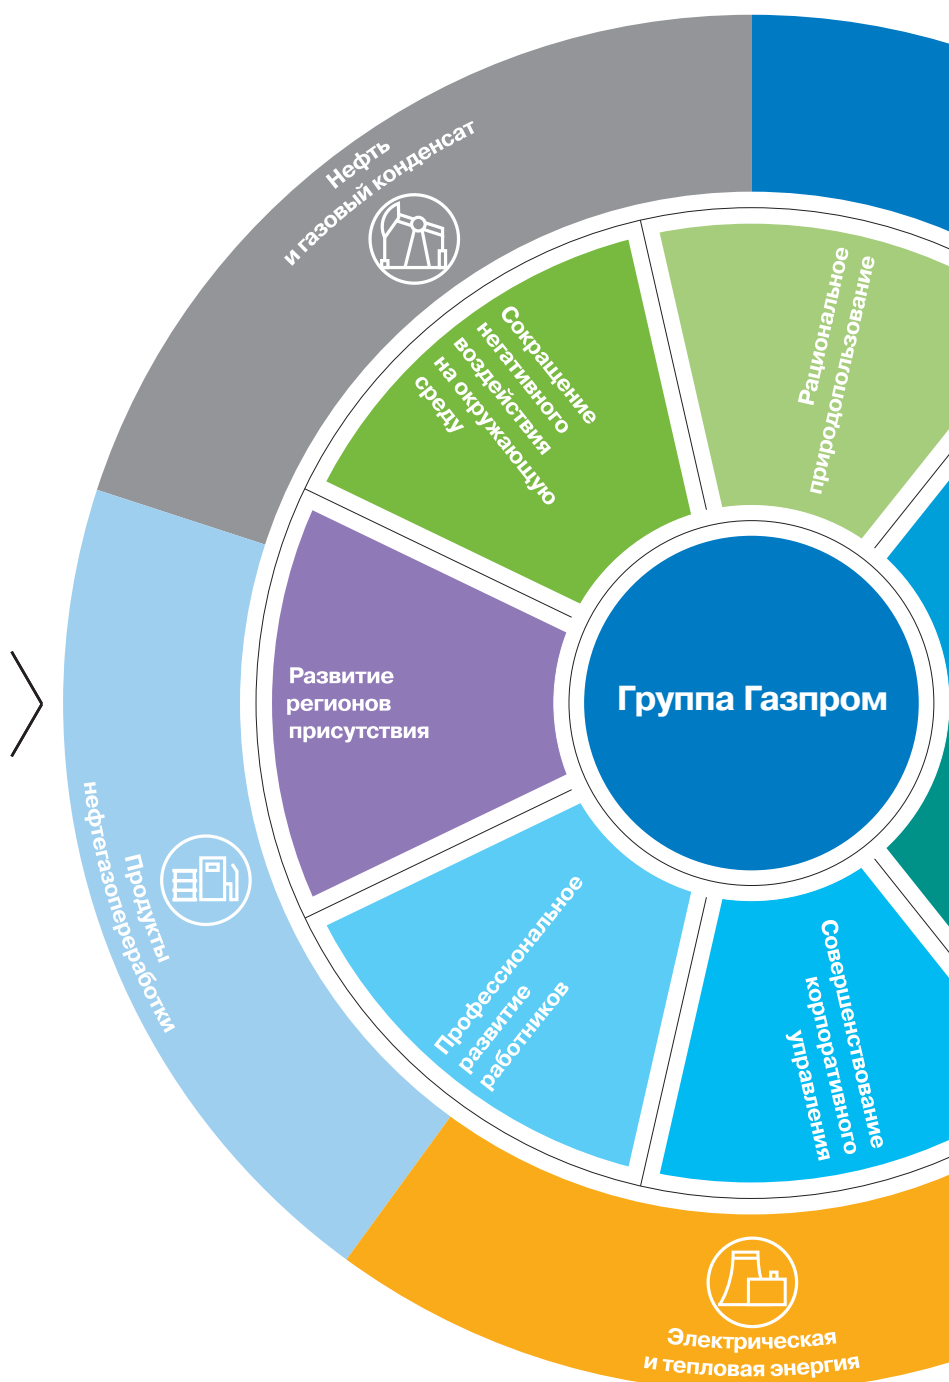 Нефть
и газовый конденсат
Рациональное
природопользование
Сокращение
негативного
воздействия
на окружающую
среду
Развитие
регионов
присутствия
Группа Газпром
Продукты
нефтегазопереработки
Профессиональное
развитие
работников
Совершенствование
корпоративного
управления
Электрическая
и тепловая энергия